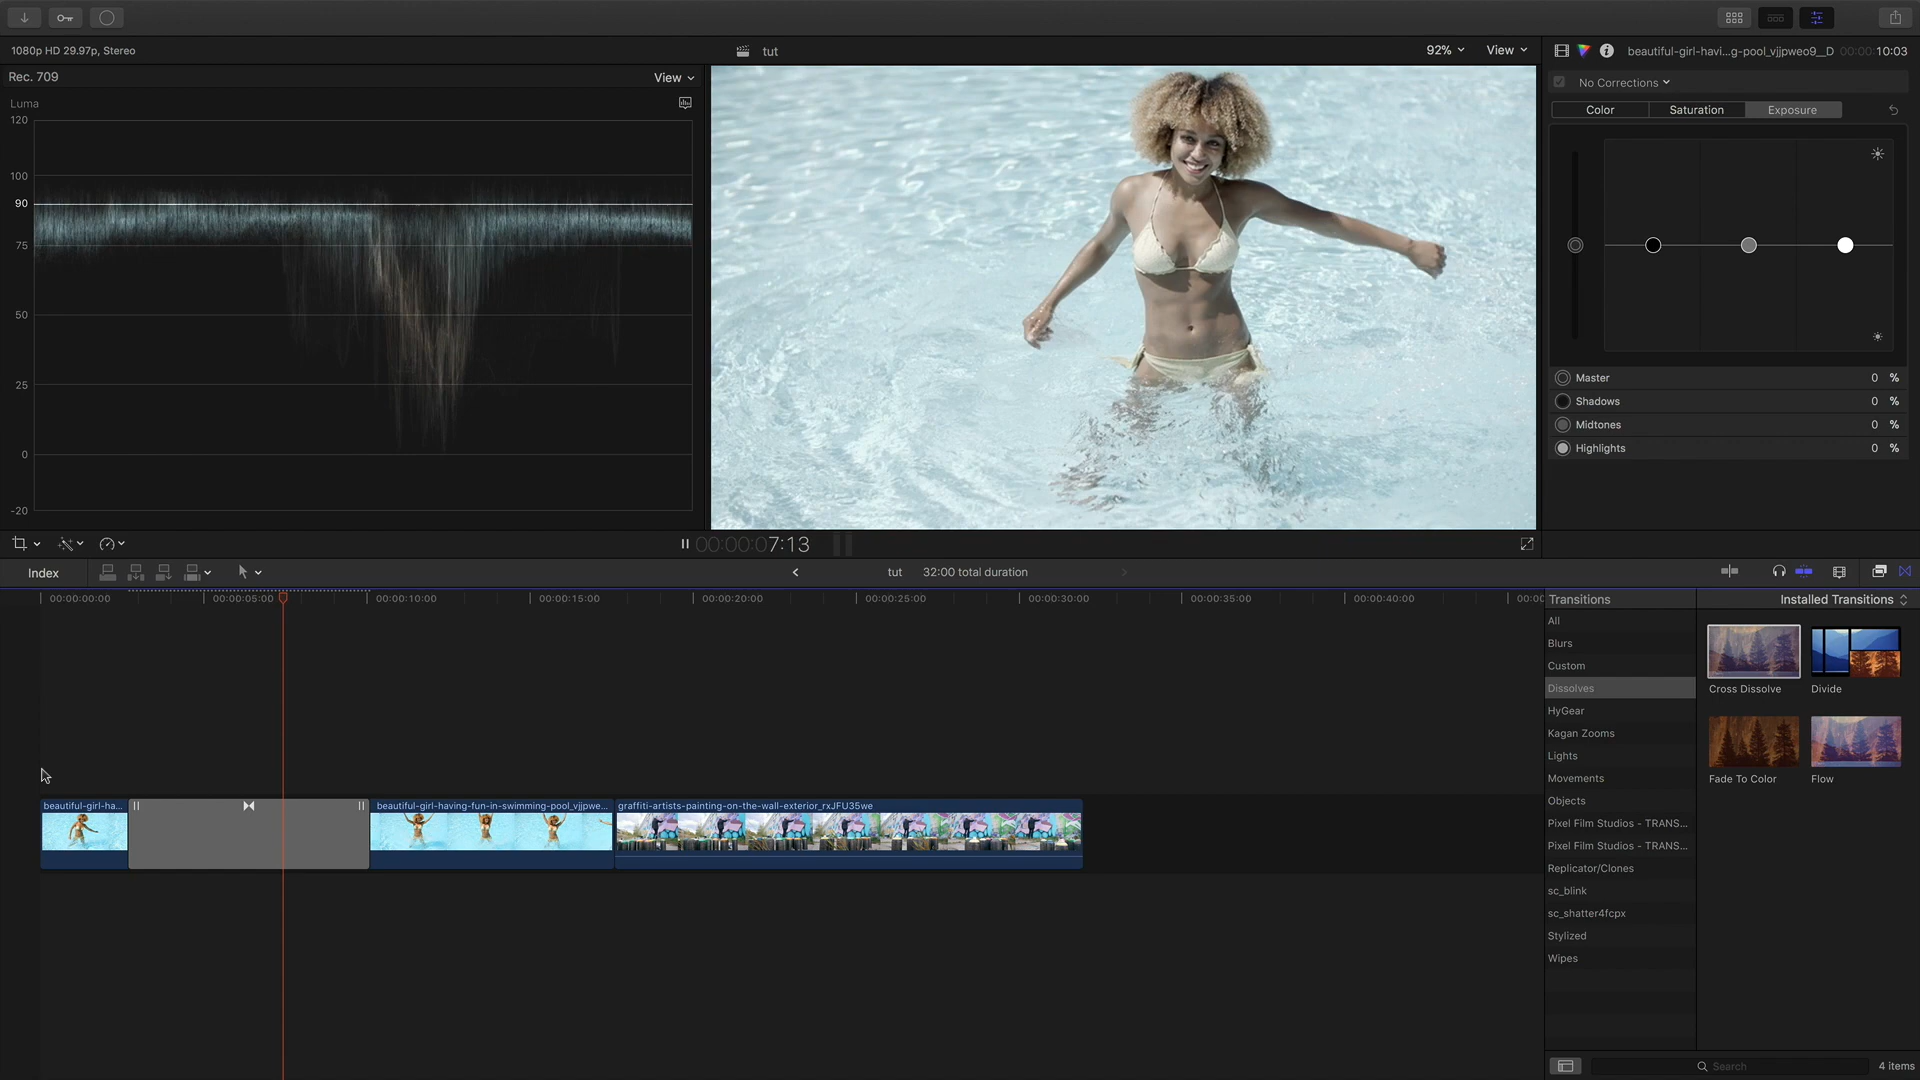 1080p HD 29.97p, Stereo
tut
92%
View
beautiful-girl-havi...g-pool_vjjpweo9__D
00:00:10:03
Rec. 709
View
No Corrections
Luma
Color
Saturation
Exposure
120
100
90
75
50
25
0
-20
Master 0 %
Shadows 0 %
Midtones 0 %
Highlights 0 %
00:00:07:13
Index
tut
32:00 total duration
00:00:00:00
00:00:05:00
00:00:10:00
00:00:15:00
00:00:20:00
00:00:25:00
00:00:30:00
00:00:35:00
00:00:40:00
00:00
beautiful-girl-ha...
beautiful-girl-having-fun-in-swimming-pool_vjjpwe...
graffiti-artists-painting-on-the-wall-exterior_rxJFU35we
Transitions
Installed Transitions
All
Blurs
Custom
Dissolves
HyGear
Kagan Zooms
Lights
Movements
Objects
Pixel Film Studios - TRANS...
Pixel Film Studios - TRANS...
Replicator/Clones
sc_blink
sc_shatter4fcpx
Stylized
Wipes
Cross Dissolve
Divide
Fade To Color
Flow
Search
4 items